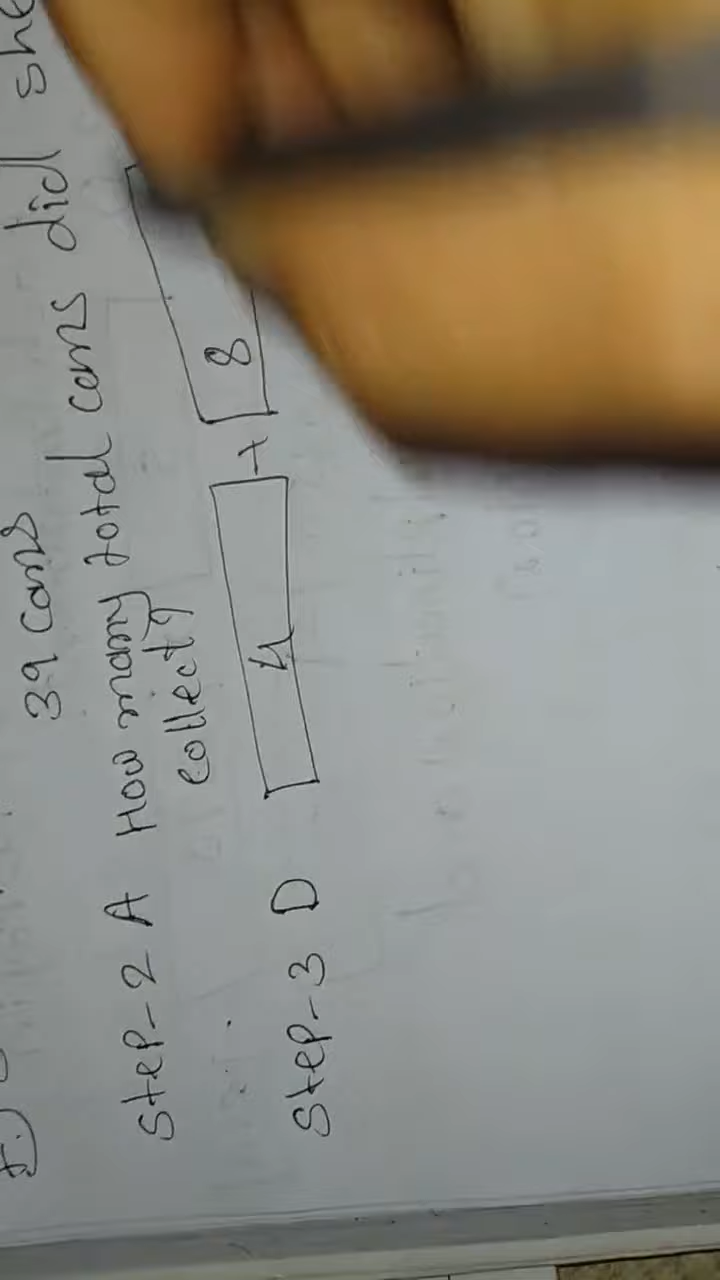 39 cans
Step-2 A How many total cans did she
collect?
Step-3 D 4 + 8